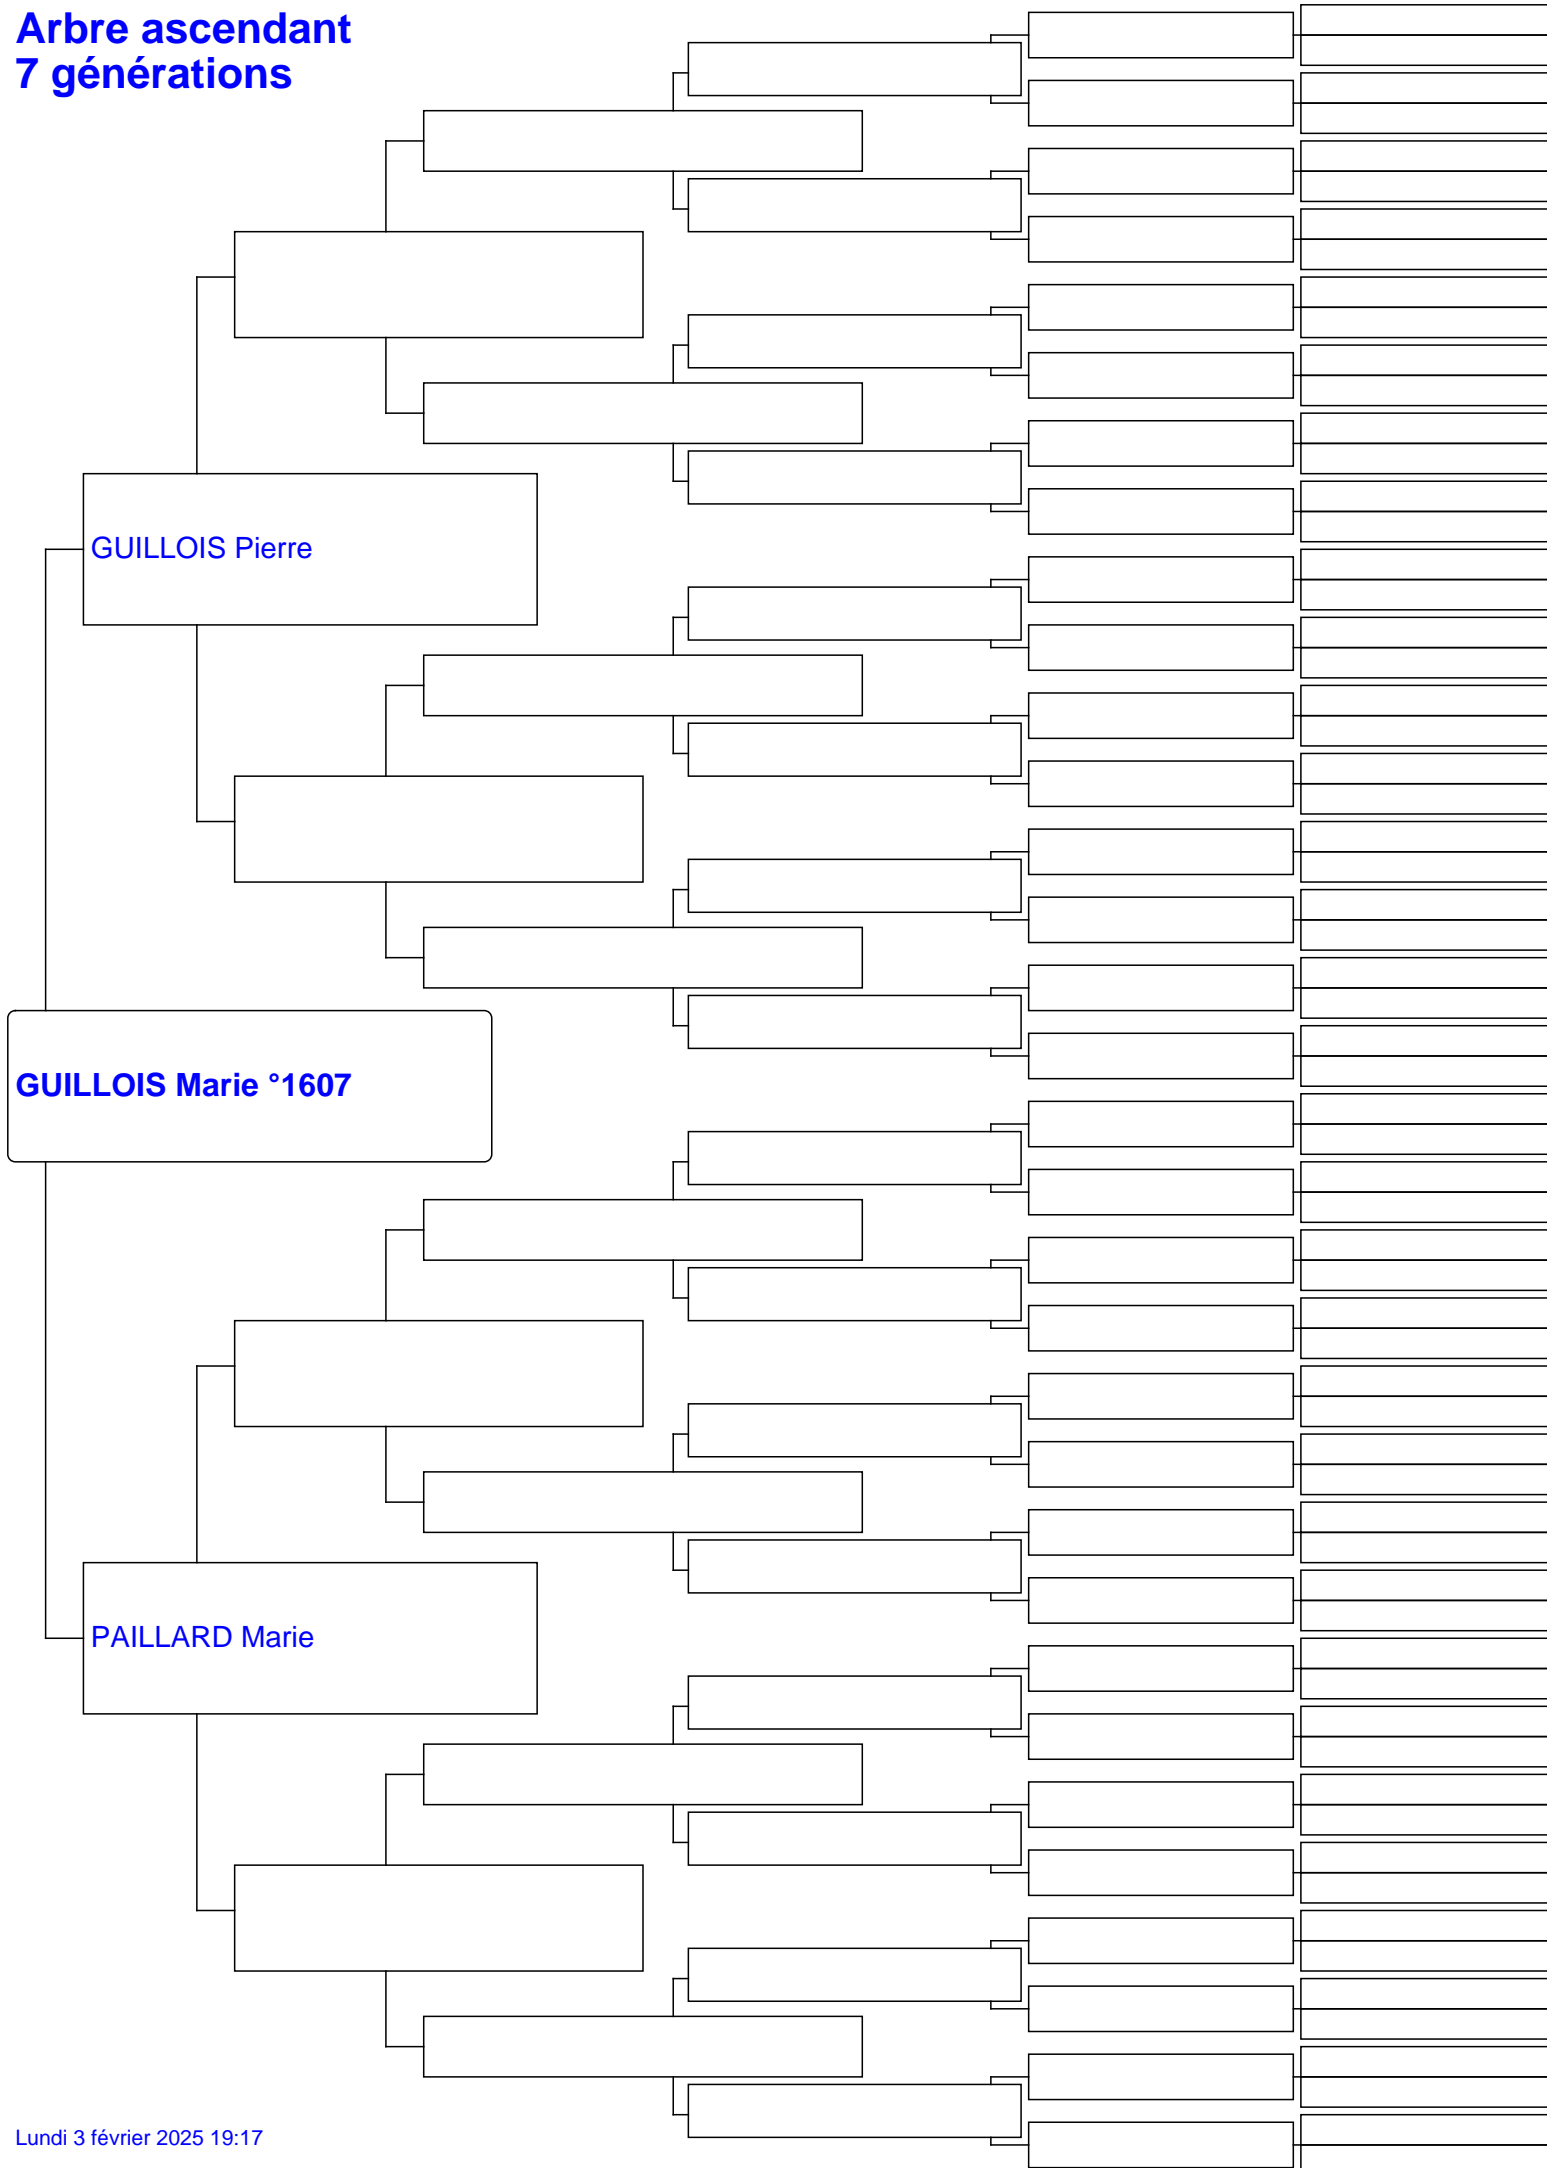 Arbre ascendant
7 générations
GUILLOIS Pierre
GUILLOIS Marie °1607
PAILLARD Marie
Lundi 3 février 2025 19:17